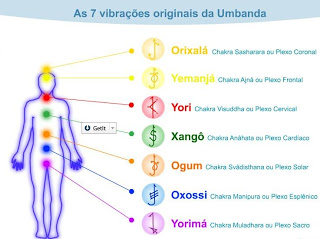 As 7 vibrações originais da Umbanda
Orixalá Chakra Sasharara ou Plexo Coronal
Yemanjá Chakra Ajnã ou Plexo Frontal
Yori Chakra Visuddha ou Plexo Cervical
GetIt
Xangô Chakra Anâhata ou Plexo Cardíaco
Ogum Chakra Svâdisthana ou Plexo Solar
Oxossi Chakra Manipura ou Plexo Esplênico
Yorimá Chakra Muladhara ou Plexo Sacro